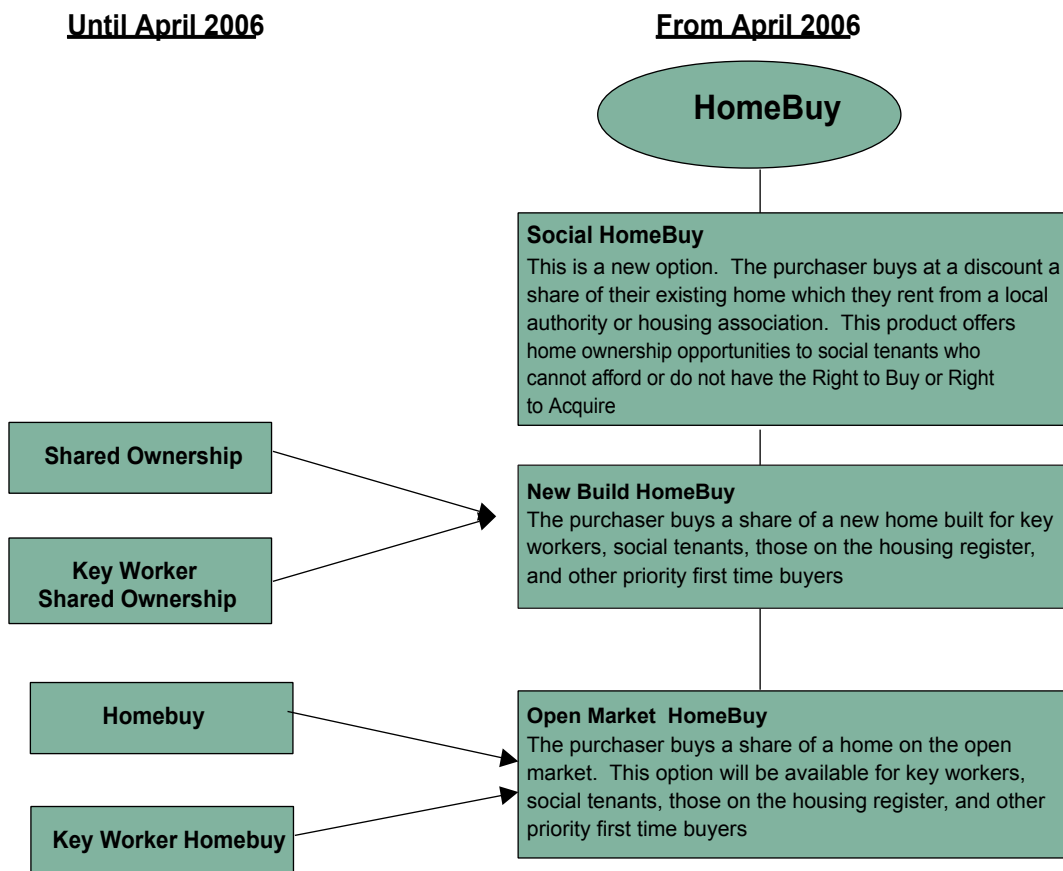 Until April 2006
From April 2006
HomeBuy
Social HomeBuy
This is a new option.  The purchaser buys at a discount a
share of their existing home which they rent from a local
authority or housing association.  This product offers
home ownership opportunities to social tenants who
cannot afford or do not have the Right to Buy or Right
to Acquire
Shared Ownership
Key Worker
Shared Ownership
New Build HomeBuy
The purchaser buys a share of a new home built for key
workers, social tenants, those on the housing register,
and other priority first time buyers
Homebuy
Key Worker Homebuy
Open Market  HomeBuy
The purchaser buys a share of a home on the open
market.  This option will be available for key workers,
social tenants, those on the housing register, and other
priority first time buyers